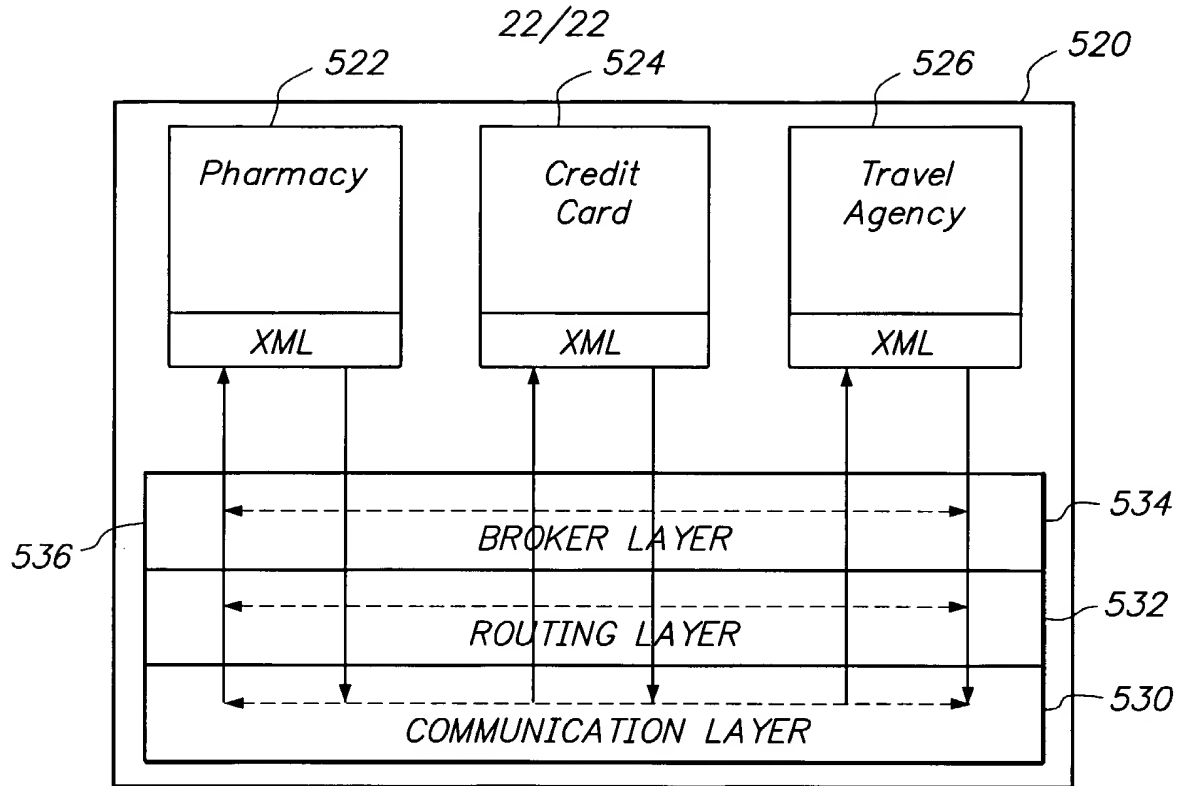 22/22
522
524
526
520
Pharmacy
Credit
Card
Travel
Agency
XML
XML
XML
534
BROKER LAYER
536
532
ROUTING LAYER
530
COMMUNICATION LAYER